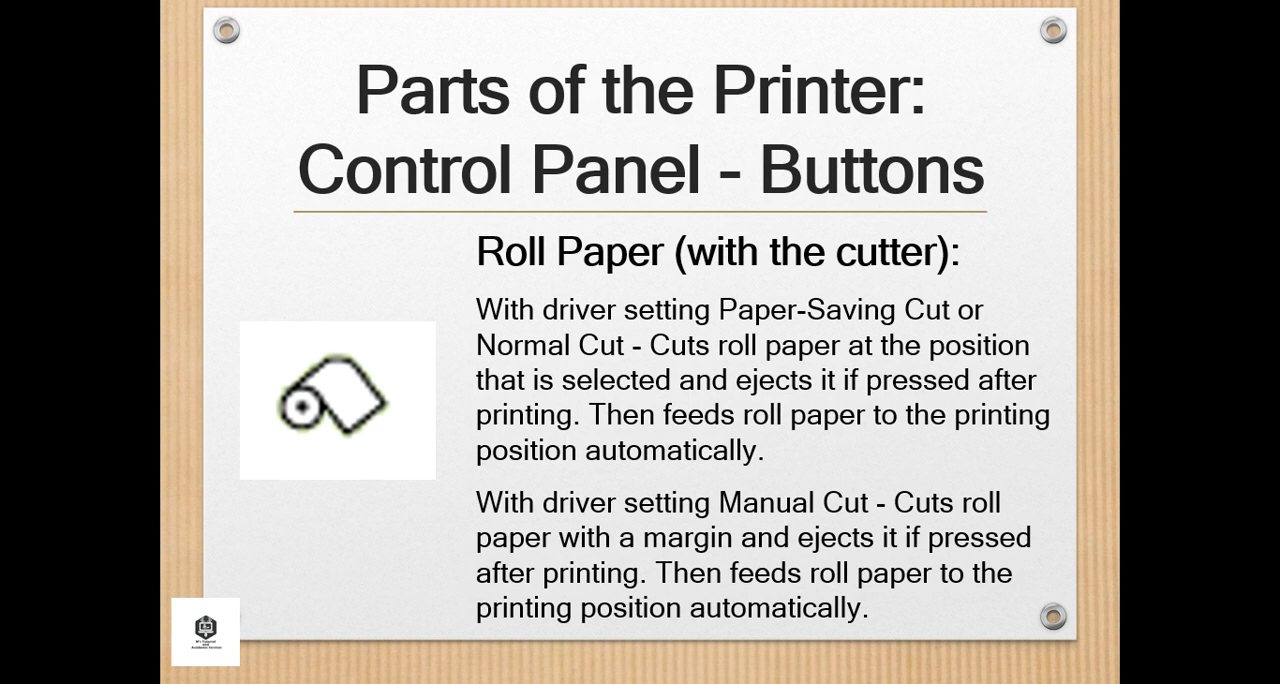 Parts of the Printer:
Control Panel - Buttons
Roll Paper (with the cutter):
With driver setting Paper-Saving Cut or
Normal Cut - Cuts roll paper at the position
that is selected and ejects it if pressed after
printing. Then feeds roll paper to the printing
position automatically.
With driver setting Manual Cut - Cuts roll
paper with a margin and ejects it if pressed
after printing. Then feeds roll paper to the
printing position automatically.